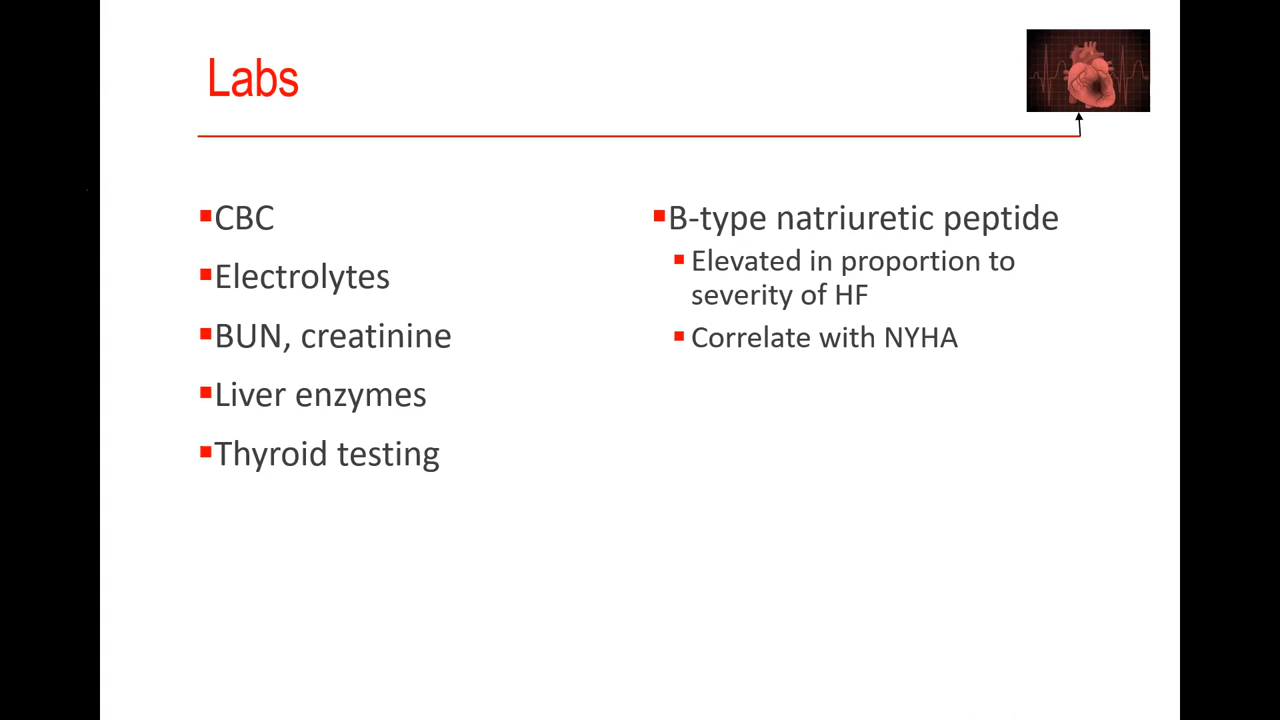 Labs
CBC
Electrolytes
BUN, creatinine
Liver enzymes
Thyroid testing
B-type natriuretic peptide
Elevated in proportion to
severity of HF
Correlate with NYHA